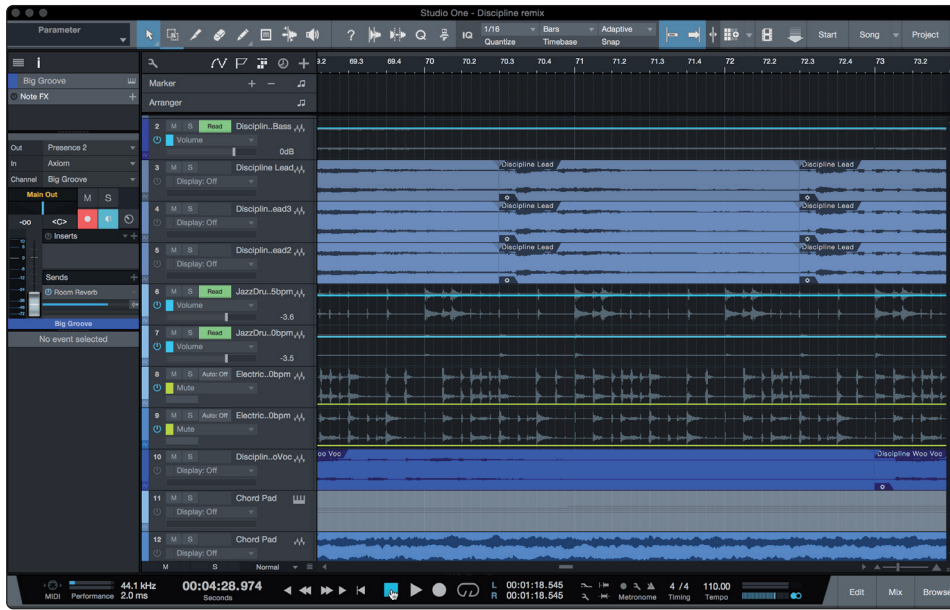 Studio One - Discipline remix
Parameter
1/16 Bars Adaptive
Quantize Timebase Snap
IQ
Start Song Project
Big Groove
Note FX
Marker
Arranger
69.3 69.4 70 70.2 70.3 70.4 71 71.2 71.3 71.4 72 72.2 72.3 72.4 73 73.2
Out Presence 2
In Axiom
Channel Big Groove
Main Out M S
-oo <C>
Inserts
Sends
Room Reverb
Big Groove
No event selected
2 M S Read Disciplin..Bass
Volume
0dB
3 M S Discipline Lead
Display: Off
Discipline Lead Discipline Lead
4 M S Disciplin..ead3
Display: Off
Discipline Lead Discipline Lead
5 M S Disciplin..ead2
Display: Off
Discipline Lead Discipline Lead
6 M S Read JazzDru..5bpm
Volume
-3.6
7 M S Read JazzDru..0bpm
Volume
-3.5
8 M S Auto: Off Electric..0bpm
Mute
9 M S Auto: Off Electric..0bpm
Mute
10 M S Disciplin..oVoc
Display: Off
oo Voc Discipline Woo Voc
11 M S Chord Pad
Display: Off
12 M S Chord Pad
Display: Off
M S Normal
MIDI Performance
44.1 kHz
2.0 ms
00:04:28.974
Seconds
L 00:01:18.545
R 00:01:18.545
Metronome
4 / 4
Timing
110.00
Tempo
Edit Mix Brows